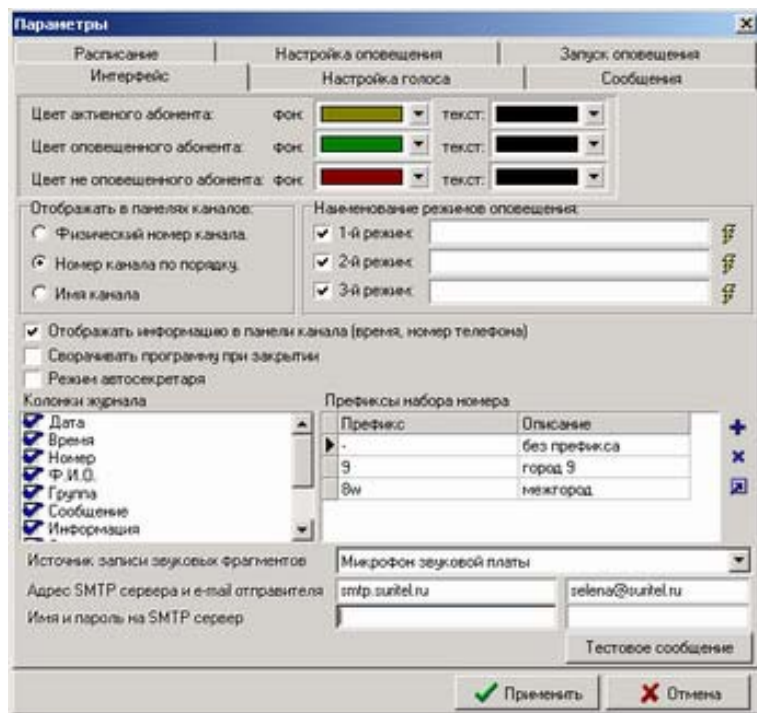 Параметры
Расписание Настройка оповещения Запуск оповещения
Интерфейс Настройка голоса Сообщения
Цвет активного абонента: фон: текст:
Цвет оповещенного абонента: фон: текст:
Цвет не оповещенного абонента: фон: текст:
Отображать в панелях каналов: Наименование режимов оповещения
Физический номер канала. 1-й режим:
Номер канала по порядку. 2-й режим:
Имя канала 3-й режим:
Отображать информацию в панели канала (время, номер телефона)
Сворачивать программу при закрытии
Режим автосекретаря
Колонки журнала Префиксы набора номера
Дата Префикс Описание
Время - без префикса
Номер 9 город 9
Ф.И.О. 8w межгород
Группа
Сообщение
Информация
Источник записи звуковых фрагментов Микрофон звуковой платы
Адрес SMTP сервера и e-mail отправителя smtp.suritel.ru selena@suritel.ru
Имя и пароль на SMTP сервер
Тестовое сообщение
Применить Отмена